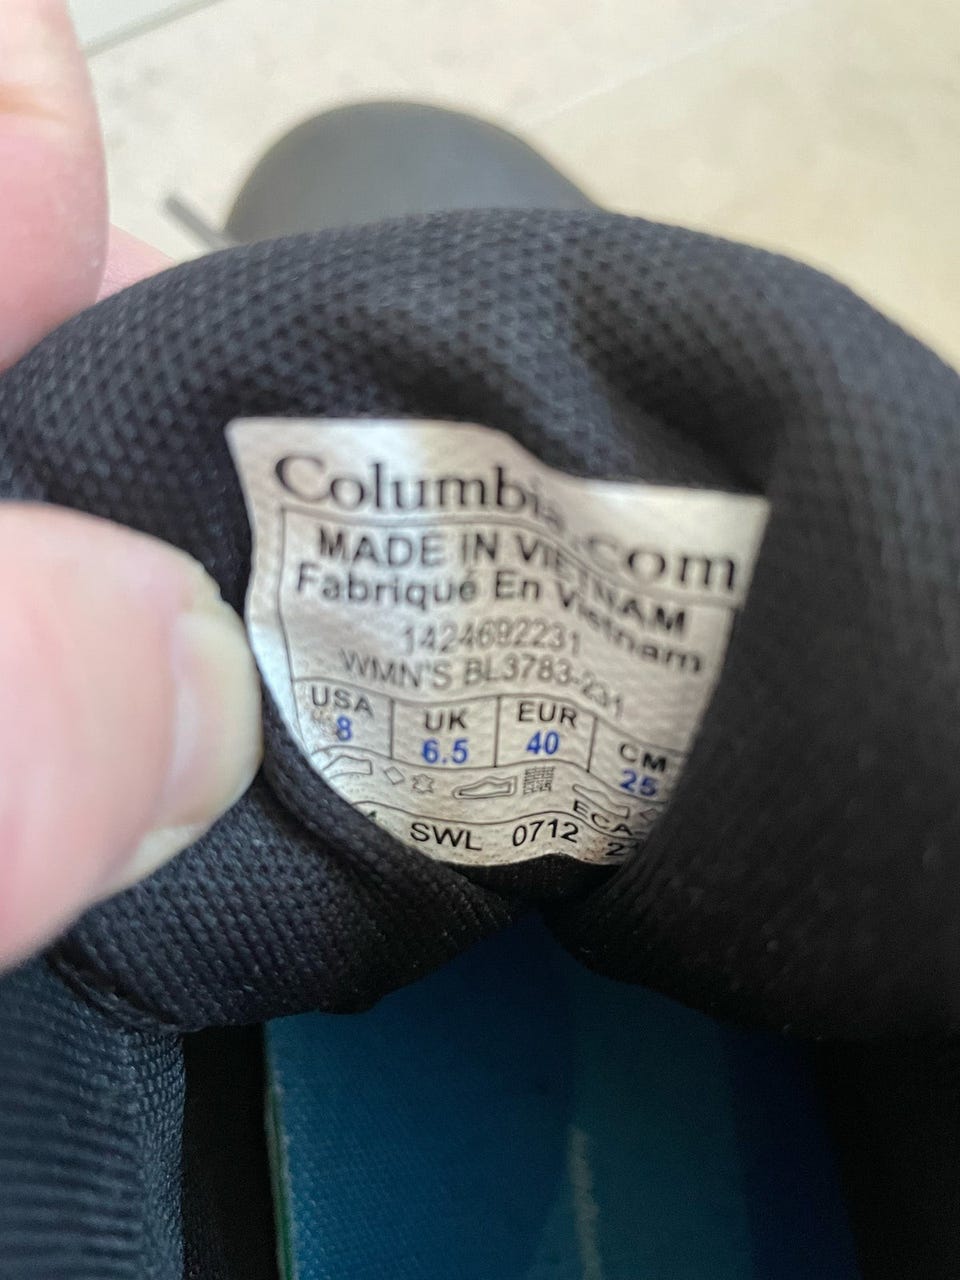 Columbia.com
MADE IN VIETNAM
Fabriqué En Vietnam
1424692231
WMN'S BL3783-231
USA UK EUR CM
8 6.5 40 25
SWL 0712